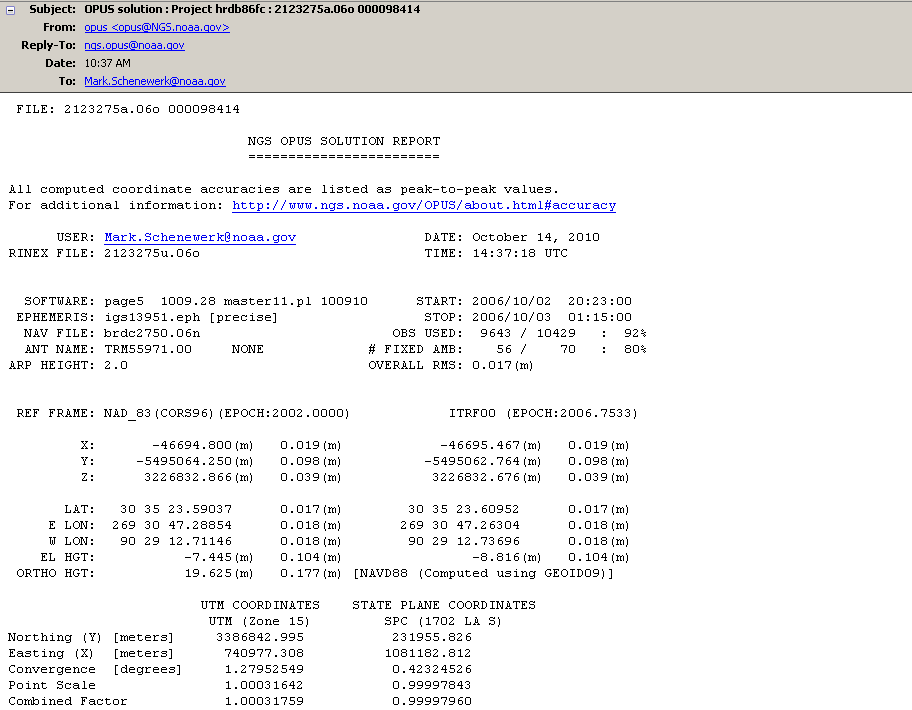 Subject: OPUS solution : Project hrdb86fc : 2123275a.06o 000098414
From: opus <opus@NGS.noaa.gov>
Reply-To: ngs.opus@noaa.gov
Date: 10:37 AM
To: Mark.Schenewerk@noaa.gov
FILE: 2123275a.06o 000098414
NGS OPUS SOLUTION REPORT
========================
All computed coordinate accuracies are listed as peak-to-peak values.
For additional information: http://www.ngs.noaa.gov/OPUS/about.html#accuracy
USER: Mark.Schenewerk@noaa.gov DATE: October 14, 2010
RINEX FILE: 2123275u.06o TIME: 14:37:18 UTC
SOFTWARE: page5 1009.28 master11.pl 100910 START: 2006/10/02 20:23:00
EPHEMERIS: igs13951.eph [precise] STOP: 2006/10/03 01:15:00
NAV FILE: brdc2750.06n OBS USED: 9643 / 10429 : 92%
ANT NAME: TRM55971.00 NONE # FIXED AMB: 56 / 70 : 80%
ARP HEIGHT: 2.0 OVERALL RMS: 0.017(m)
REF FRAME: NAD_83(CORS96)(EPOCH:2002.0000) ITRF00 (EPOCH:2006.7533)
X: -46694.800(m) 0.019(m) -46695.467(m) 0.019(m)
Y: -5495064.250(m) 0.098(m) -5495062.764(m) 0.098(m)
Z: 3226832.866(m) 0.039(m) 3226832.676(m) 0.039(m)
LAT: 30 35 23.59037 0.017(m) 30 35 23.60952 0.017(m)
E LON: 269 30 47.28854 0.018(m) 269 30 47.26304 0.018(m)
W LON: 90 29 12.71146 0.018(m) 90 29 12.73696 0.018(m)
EL HGT: -7.445(m) 0.104(m) -8.816(m) 0.104(m)
ORTHO HGT: 19.625(m) 0.177(m) [NAVD88 (Computed using GEOID09)]
UTM COORDINATES STATE PLANE COORDINATES
UTM (Zone 15) SPC (1702 LA S)
Northing (Y) [meters] 3386842.995 231955.826
Easting (X) [meters] 740977.308 1081182.812
Convergence [degrees] 1.27952549 0.42324526
Point Scale 1.00031642 0.99997843
Combined Factor 1.00031759 0.99997960